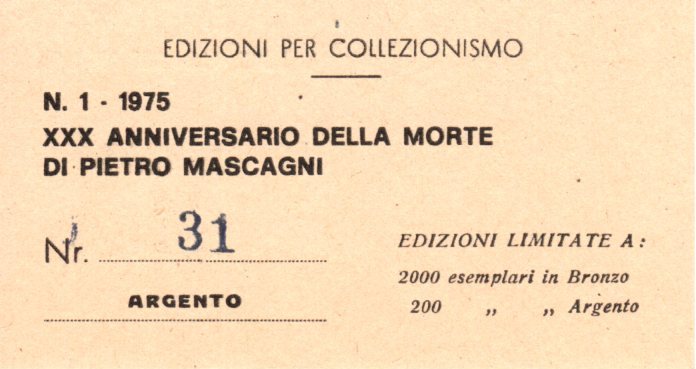 EDIZIONI PER COLLEZIONISMO
N. 1 - 1975
XXX ANNIVERSARIO DELLA MORTE
DI PIETRO MASCAGNI
Nr. 31
ARGENTO
EDIZIONI LIMITATE A:
2000 esemplari in Bronzo
200 „ „ Argento